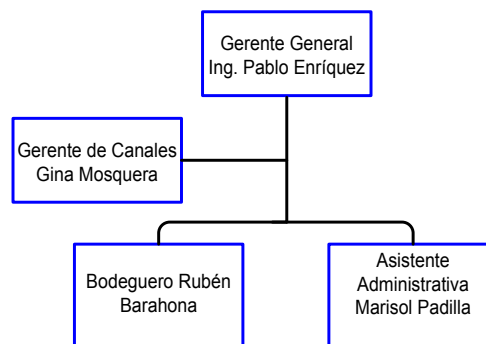 Gerente General
Ing. Pablo Enríquez
Gerente de Canales
Gina Mosquera
Bodeguero Rubén
Barahona
Asistente
Administrativa
Marisol Padilla